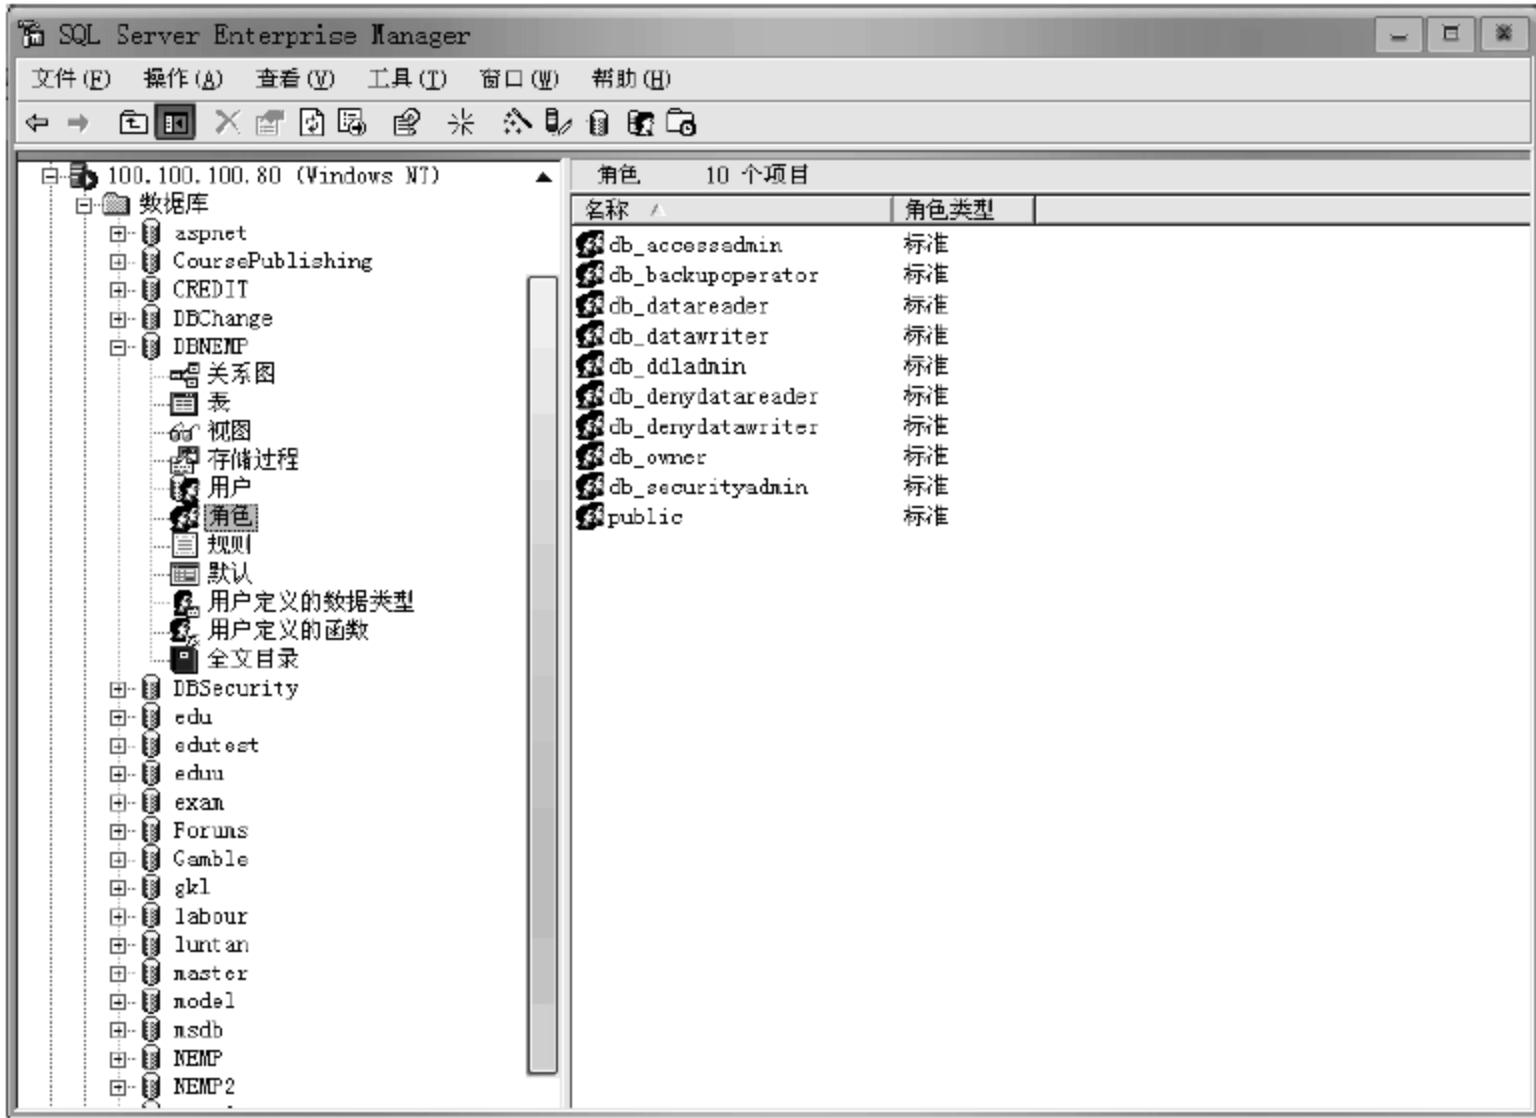 SQL Server Enterprise Manager
文件(F) 操作(A) 查看(V) 工具(T) 窗口(W) 帮助(H)
100.100.100.80 (Windows NT)
数据库
aspnet
CoursePublishing
CREDIT
DBChange
DBNEMP
关系图
表
视图
存储过程
用户
角色
规则
默认
用户定义的数据类型
用户定义的函数
全文目录
DBSecurity
edu
edutest
eduu
exam
Forums
Gamble
gkl
labour
luntan
master
model
msdb
NEMP
NEMP2
角色 10 个项目
名称 角色类型
db_accessadmin 标准
db_backupoperator 标准
db_datareader 标准
db_datawriter 标准
db_ddladmin 标准
db_denydatareader 标准
db_denydatawriter 标准
db_owner 标准
db_securityadmin 标准
public 标准